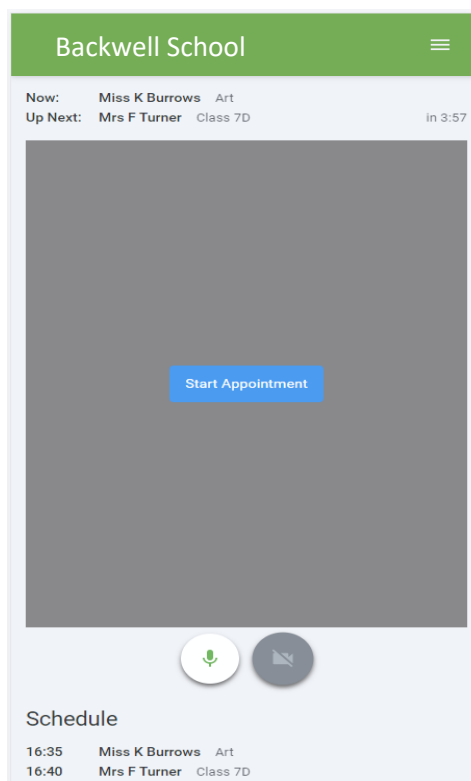 Backwell School
Now: Miss K Burrows Art
Up Next: Mrs F Turner Class 7D in 3:57
Start Appointment
Schedule
16:35 Miss K Burrows Art
16:40 Mrs F Turner Class 7D